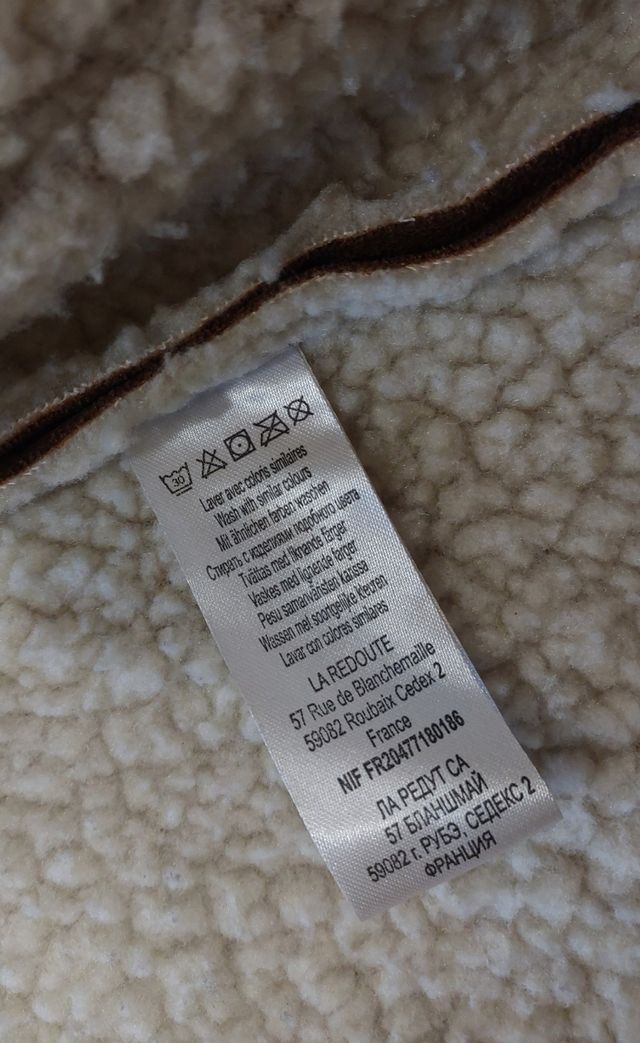 30
Laver avec coloris similaires
Wash with similar colours
Mit ähnlichen farben waschen
Стирать с изделиями подобного цвета
Tvättas med liknande färger
Vaskes med lignende farger
Pesu samanväristen kanssa
Wassen met soortgelijke kleuren
Lavar con colores similares
LA REDOUTE
57 Rue de Blanchemaille
59082 Roubaix Cedex 2
France
NIF FR20477180186
ЛА РЕДУТ СА
57 БЛАНШМАЙ
59082 г. РУБЭ, СЕДЕКС 2
ФРАНЦИЯ